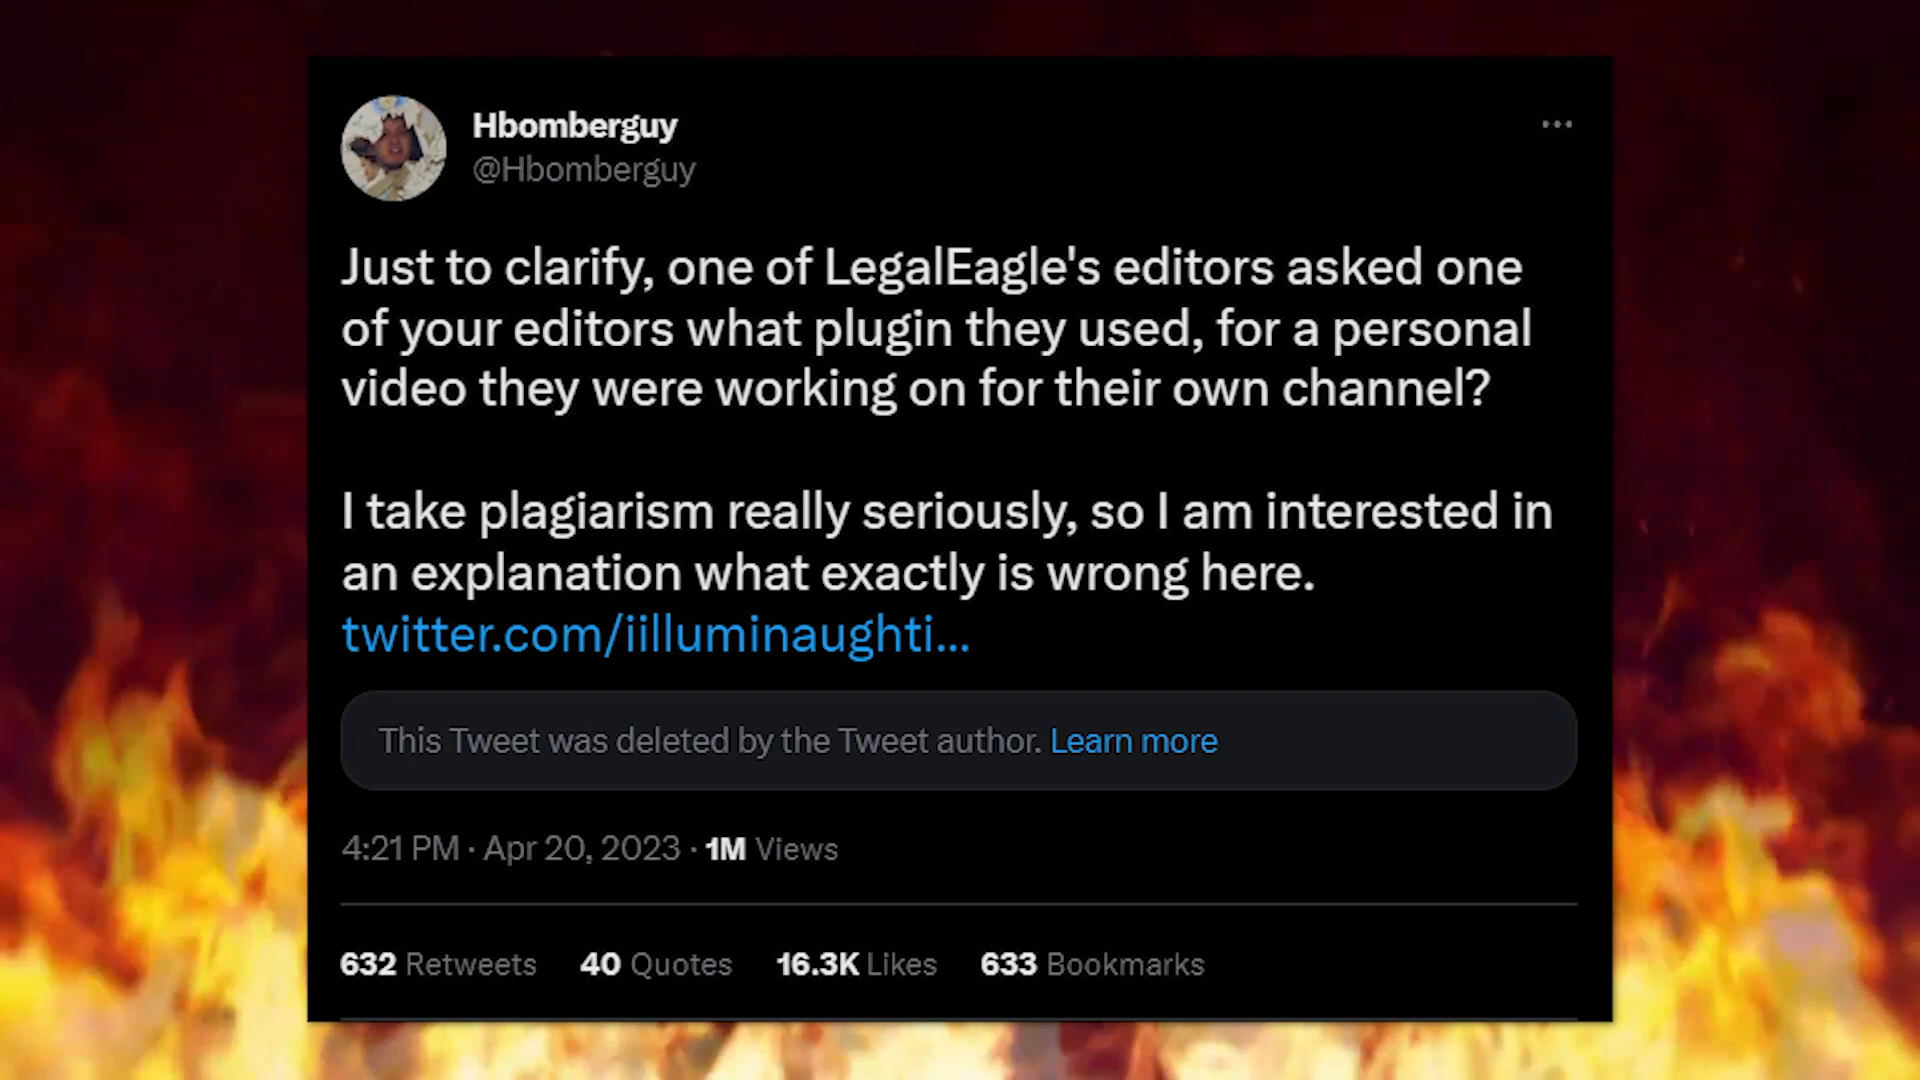 Hbomberguy
@Hbomberguy
Just to clarify, one of LegalEagle's editors asked one
of your editors what plugin they used, for a personal
video they were working on for their own channel?
I take plagiarism really seriously, so I am interested in
an explanation what exactly is wrong here.
twitter.com/iilluminaughti...
This Tweet was deleted by the Tweet author. Learn more
4:21 PM · Apr 20, 2023 · 1M Views
632 Retweets 40 Quotes 16.3K Likes 633 Bookmarks